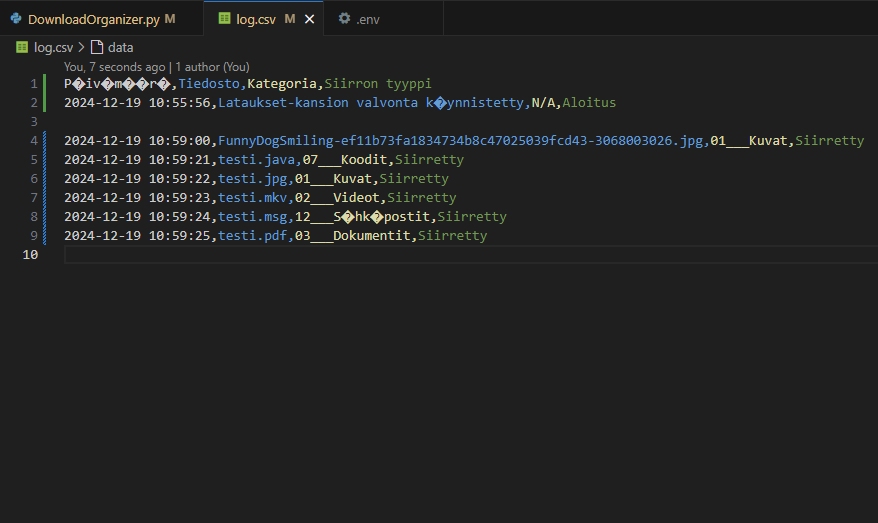 DownloadOrganizer.py M log.csv M .env
log.csv > data
You, 7 seconds ago | 1 author (You)
1 P�iv�m��r�,Tiedosto,Kategoria,Siirron tyyppi
2 2024-12-19 10:55:56,Lataukset-kansion valvonta k�ynnistetty,N/A,Aloitus
3
4 2024-12-19 10:59:00,FunnyDogSmiling-ef11b73fa1834734b8c47025039fcd43-3068003026.jpg,01___Kuvat,Siirretty
5 2024-12-19 10:59:21,testi.java,07___Koodit,Siirretty
6 2024-12-19 10:59:22,testi.jpg,01___Kuvat,Siirretty
7 2024-12-19 10:59:23,testi.mkv,02___Videot,Siirretty
8 2024-12-19 10:59:24,testi.msg,12___S�hk�postit,Siirretty
9 2024-12-19 10:59:25,testi.pdf,03___Dokumentit,Siirretty
10